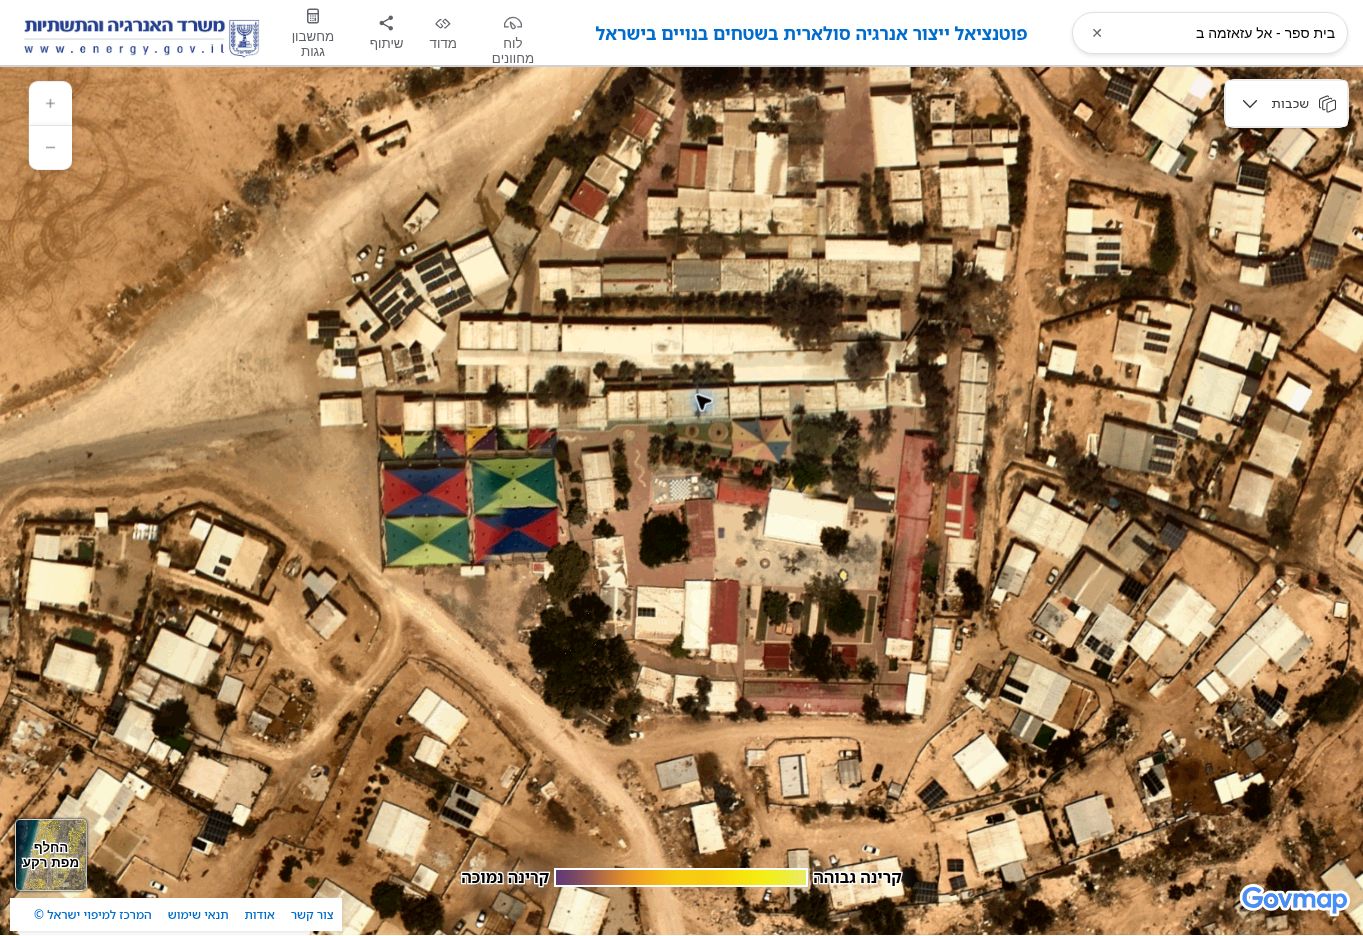 בית ספר - אל עזאזמה ב
פוטנציאל ייצור אנרגיה סולארית בשטחים בנויים בישראל
לוח
מחוונים
מדוד
שיתוף
מחשבון
גגות
משרד האנרגיה והתשתיות
www.energy.gov.il
שכבות
החלף
מפת רקע
קרינה גבוהה
קרינה נמוכה
Govmap
צור קשר
אודות
תנאי שימוש
המרכז למיפוי ישראל ©